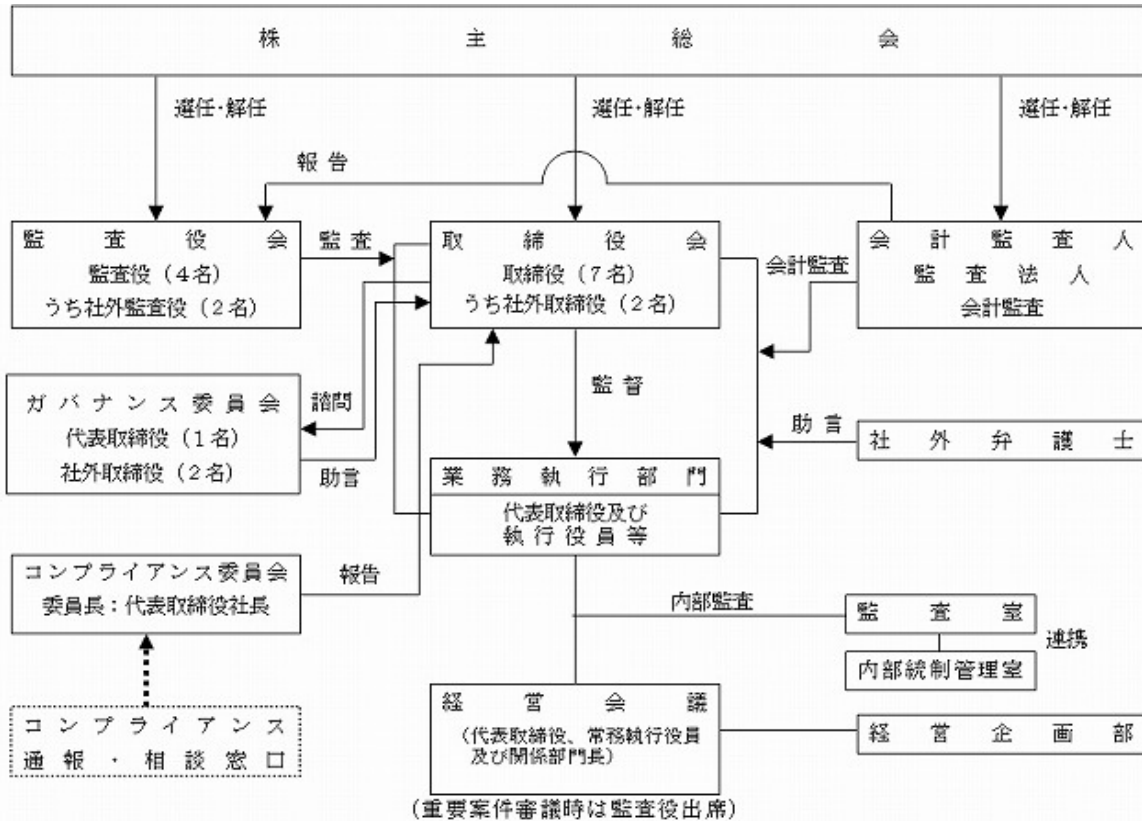 株主総会
選任・解任
選任・解任
選任・解任
報告
監査役会
監査役(4名)
うち社外監査役(2名)
監査
取締役会
取締役(7名)
うち社外取締役(2名)
会計監査
会計監査人
監査法人
会計監査
ガバナンス委員会
代表取締役(1名)
社外取締役(2名)
諮問
助言
監督
助言
社外弁護士
業務執行部門
代表取締役及び
執行役員等
コンプライアンス委員会
委員長:代表取締役社長
報告
内部監査
監査室
連携
内部統制管理室
コンプライアンス
通報・相談窓口
経営会議
(代表取締役、常務執行役員
及び関係部門長)
経営企画部
(重要案件審議時は監査役出席)